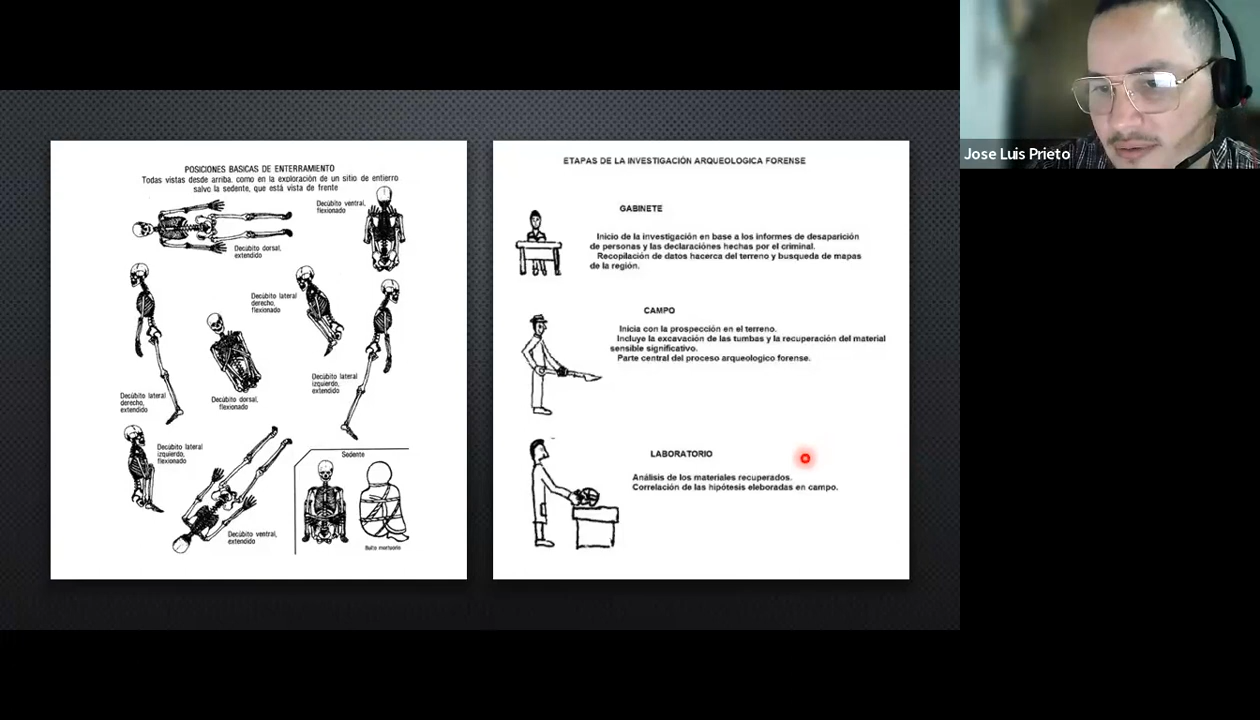 POSICIONES BASICAS DE ENTERRAMIENTO
Todas vistas desde arriba, como en la exploración de un sitio de entierro
salvo la sedente, que está vista de frente
Decúbito dorsal,
extendido
Decúbito ventral,
flexionado
Decúbito lateral
derecho,
flexionado
Decúbito lateral
derecho,
extendido
Decúbito dorsal,
flexionado
Decúbito lateral
izquierdo,
extendido
Decúbito lateral
izquierdo,
flexionado
Decúbito ventral,
extendido
Sedente
Bulto mortuorio
ETAPAS DE LA INVESTIGACIÓN ARQUEOLOGICA FORENSE
GABINETE
Inicio de la investigación en base a los informes de desaparición
de personas y las declaraciónes hechas por el criminal.
Recopilación de datos hacerca del terreno y busqueda de mapas
de la región.
CAMPO
Inicia con la prospección en el terreno.
Incluye la excavación de las tumbas y la recuperación del material
sensible significativo.
Parte central del proceso arqueologico forense.
LABORATORIO
Análisis de los materiales recuperados.
Correlación de las hipótesis eleboradas en campo.
Jose Luis Prieto